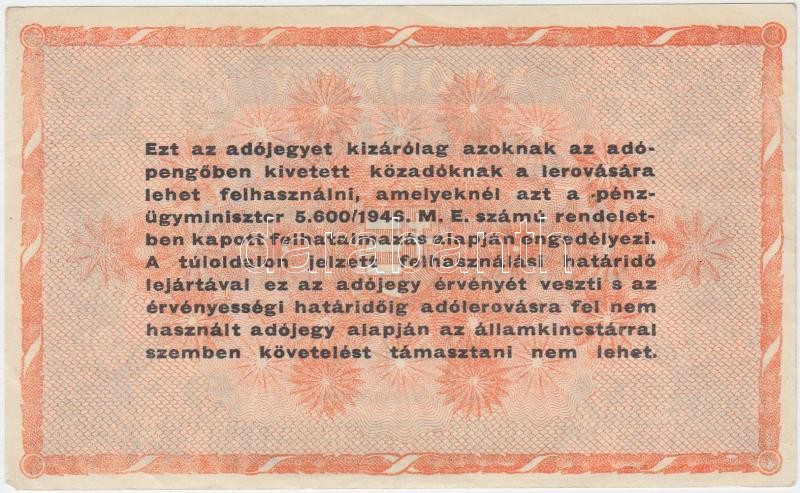 Ezt az adójegyet kizárólag azoknak az adó-
pengőben kivetett közadóknak a lerovására
lehet felhasználni, amelyeknél azt a pénz-
ügyminiszter 5.600/1946. M. E. számú rendelet-
ben kapott felhatalmazás alapján engedélyezi.
A túloldalon jelzett felhasználási határidő
lejártával ez az adójegy érvényét veszti s az
érvényességi határidőig adólerovásra fel nem
használt adójegy alapján az államkincstárral
szemben követelést támasztani nem lehet.
darabanth